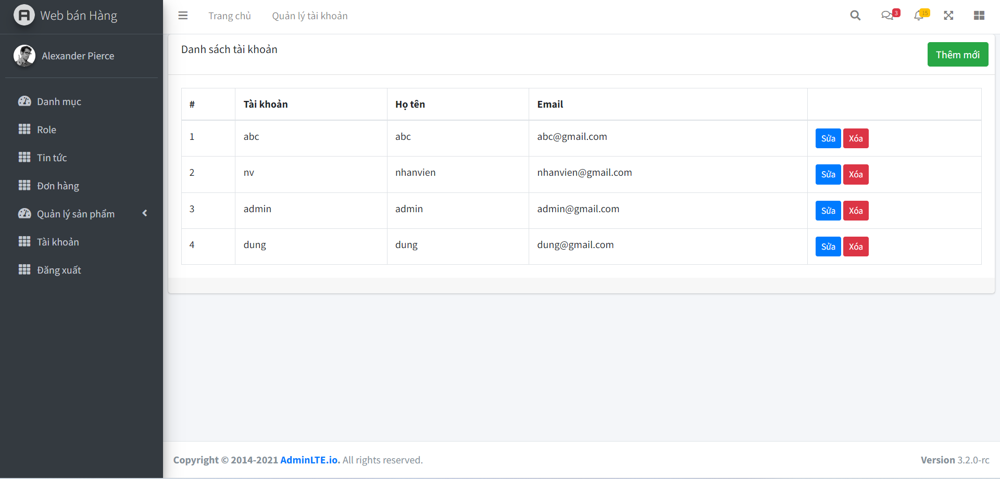 Web bán Hàng
Trang chủ Quản lý tài khoản 3 15
Alexander Pierce
Danh mục
Role
Tin tức
Đơn hàng
Quản lý sản phẩm
Tài khoản
Đăng xuất
Danh sách tài khoản Thêm mới
# Tài khoản Họ tên Email
1 abc abc abc@gmail.com Sửa Xóa
2 nv nhanvien nhanvien@gmail.com Sửa Xóa
3 admin admin admin@gmail.com Sửa Xóa
4 dung dung dung@gmail.com Sửa Xóa
Copyright © 2014-2021 AdminLTE.io. All rights reserved. Version 3.2.0-rc